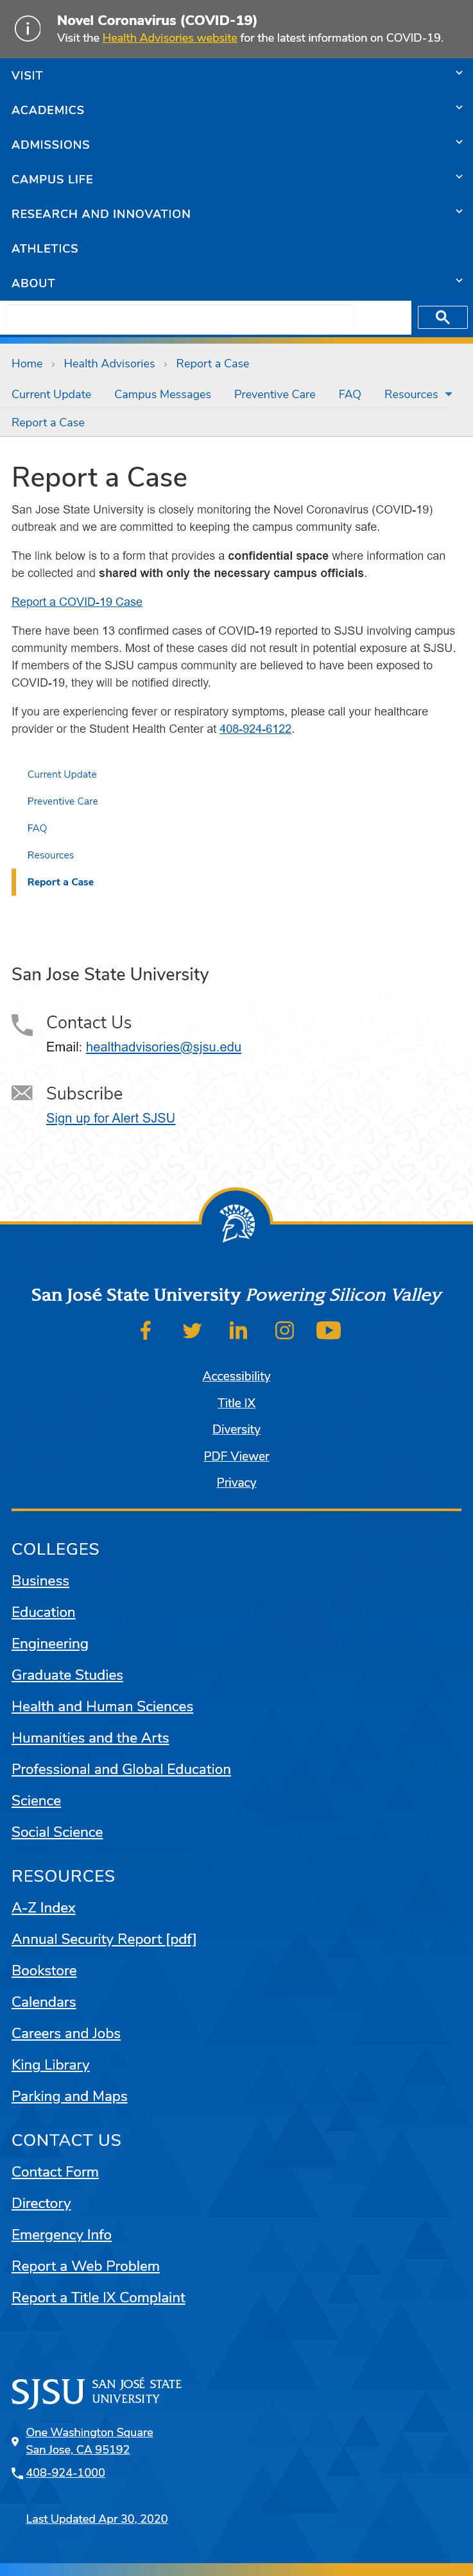 Novel Coronavirus (COVID-19)
Visit the Health Advisories website for the latest information on COVID-19.
VISIT
ACADEMICS
ADMISSIONS
CAMPUS LIFE
RESEARCH AND INNOVATION
ATHLETICS
ABOUT
Home › Health Advisories › Report a Case
Current Update Campus Messages Preventive Care FAQ Resources
Report a Case
Report a Case
San Jose State University is closely monitoring the Novel Coronavirus (COVID-19)
outbreak and we are committed to keeping the campus community safe.
The link below is to a form that provides a confidential space where information can
be collected and shared with only the necessary campus officials.
Report a COVID-19 Case
There have been 13 confirmed cases of COVID-19 reported to SJSU involving campus
community members. Most of these cases did not result in potential exposure at SJSU.
If members of the SJSU campus community are believed to have been exposed to
COVID-19, they will be notified directly.
If you are experiencing fever or respiratory symptoms, please call your healthcare
provider or the Student Health Center at 408-924-6122.
Current Update
Preventive Care
FAQ
Resources
Report a Case
San Jose State University
Contact Us
Email: healthadvisories@sjsu.edu
Subscribe
Sign up for Alert SJSU
San José State University Powering Silicon Valley
Accessibility
Title IX
Diversity
PDF Viewer
Privacy
COLLEGES
Business
Education
Engineering
Graduate Studies
Health and Human Sciences
Humanities and the Arts
Professional and Global Education
Science
Social Science
RESOURCES
A-Z Index
Annual Security Report [pdf]
Bookstore
Calendars
Careers and Jobs
King Library
Parking and Maps
CONTACT US
Contact Form
Directory
Emergency Info
Report a Web Problem
Report a Title IX Complaint
SJSU SAN JOSÉ STATE
UNIVERSITY
One Washington Square
San Jose, CA 95192
408-924-1000
Last Updated Apr 30, 2020